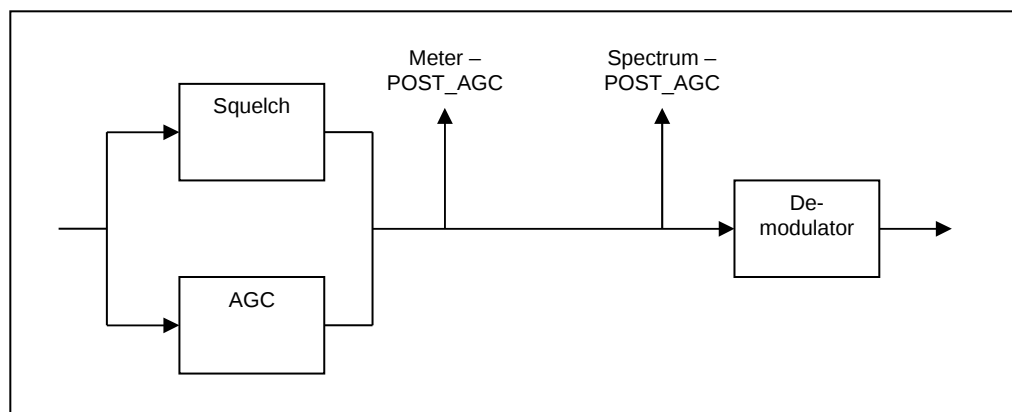 Meter –
POST_AGC
Spectrum –
POST_AGC
Squelch
De-
modulator
AGC